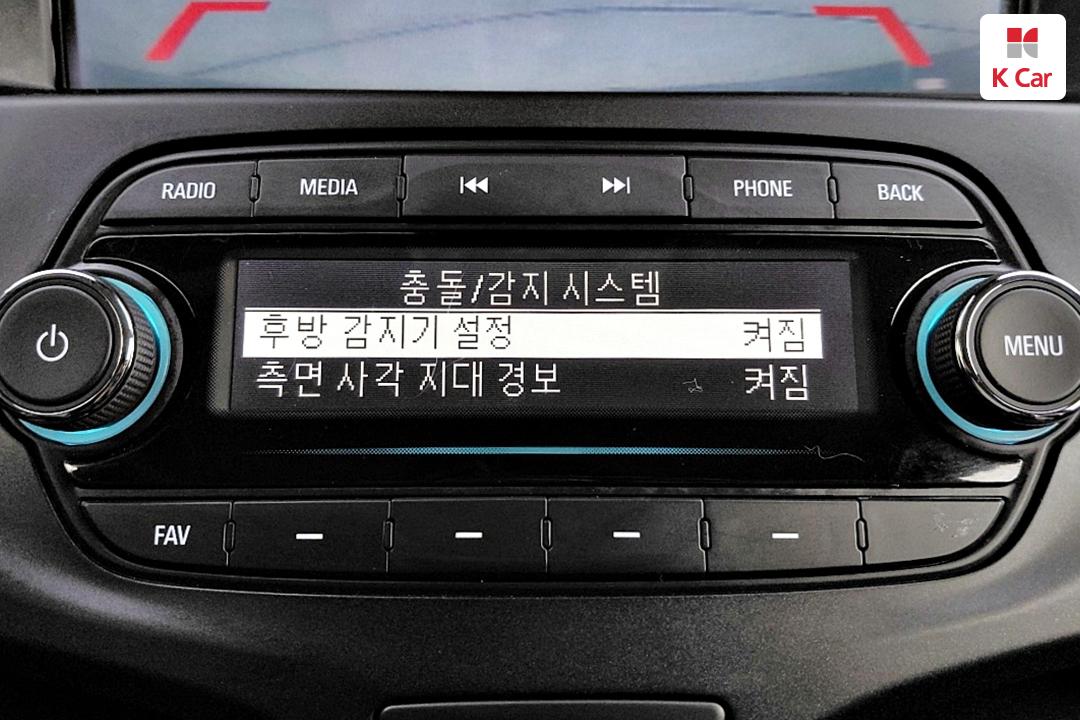 K Car
RADIO
MEDIA
PHONE
BACK
충돌/감지 시스템
후방 감지기 설정 켜짐
측면 사각 지대 경보 켜짐
MENU
FAV